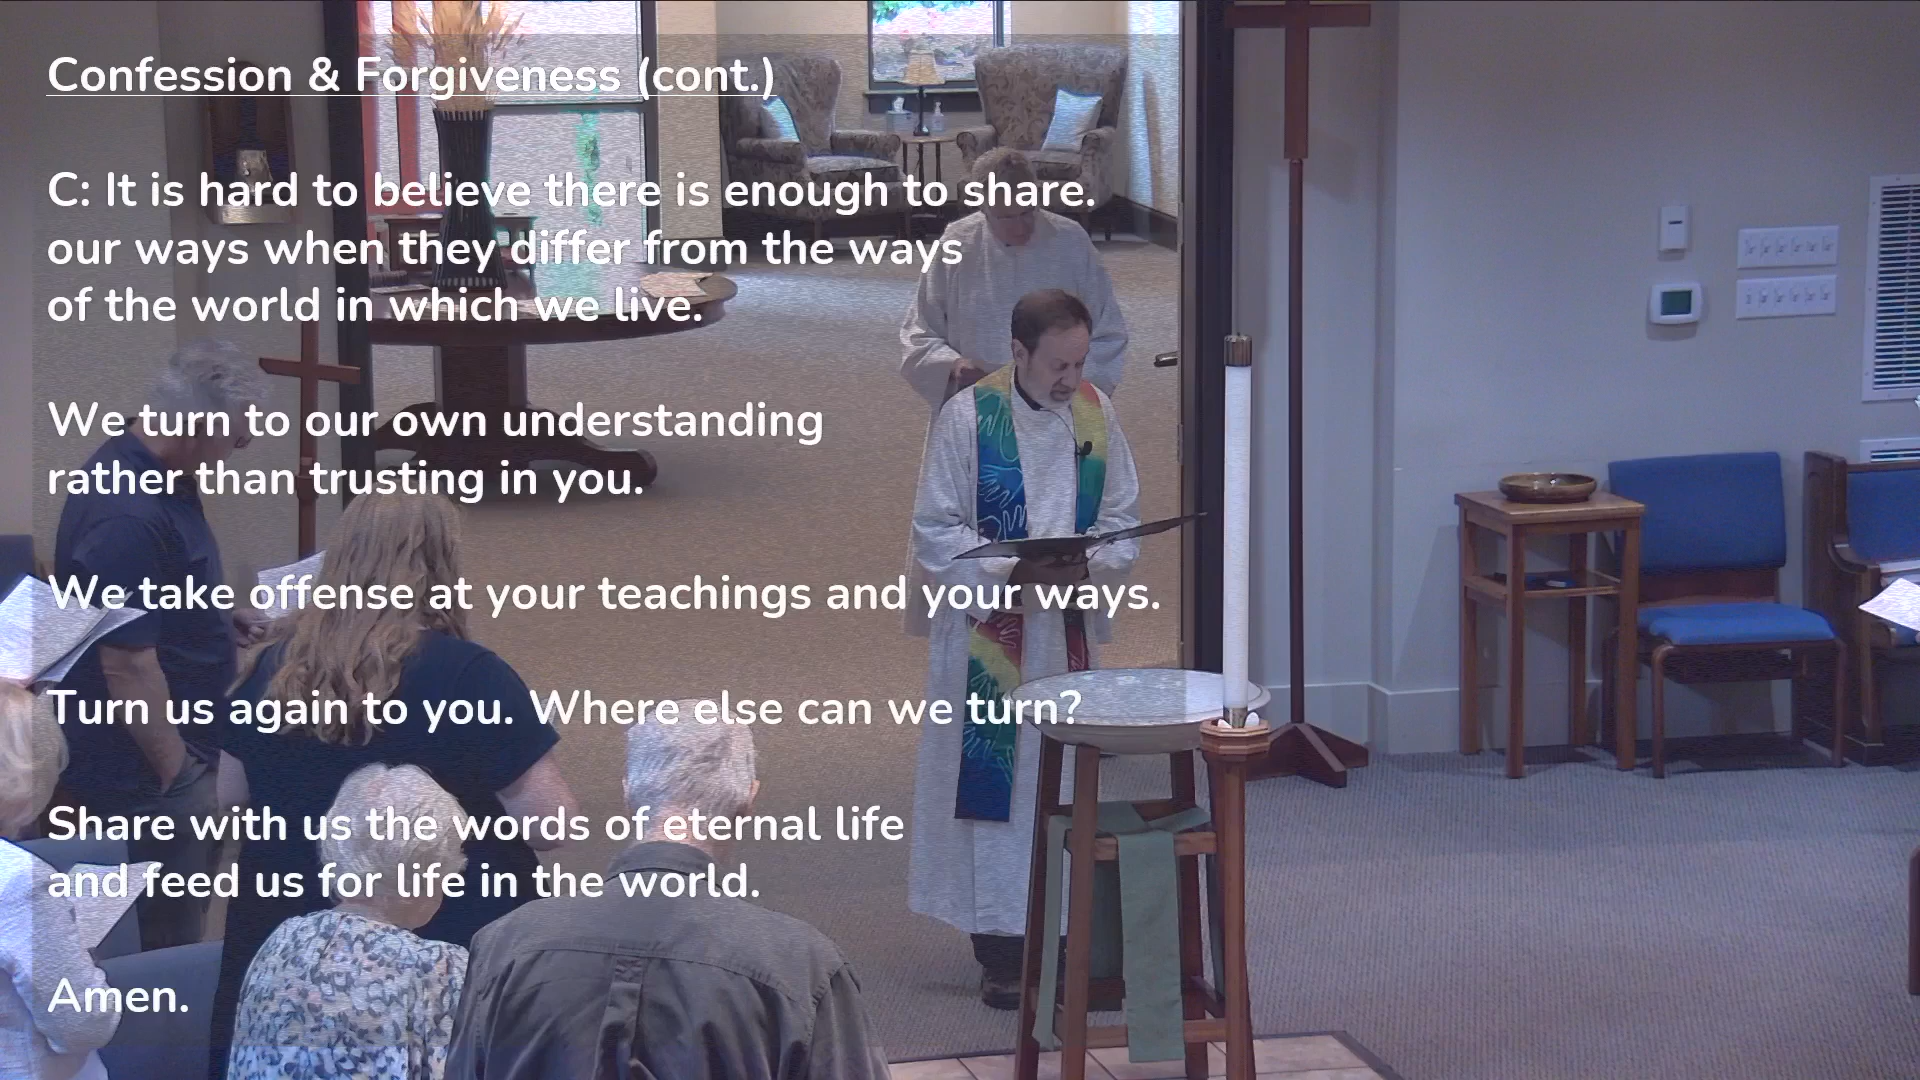 Confession & Forgiveness (cont.)
C: It is hard to believe there is enough to share.
our ways when they differ from the ways
of the world in which we live.
We turn to our own understanding
rather than trusting in you.
We take offense at your teachings and your ways.
Turn us again to you. Where else can we turn?
Share with us the words of eternal life
and feed us for life in the world.
Amen.